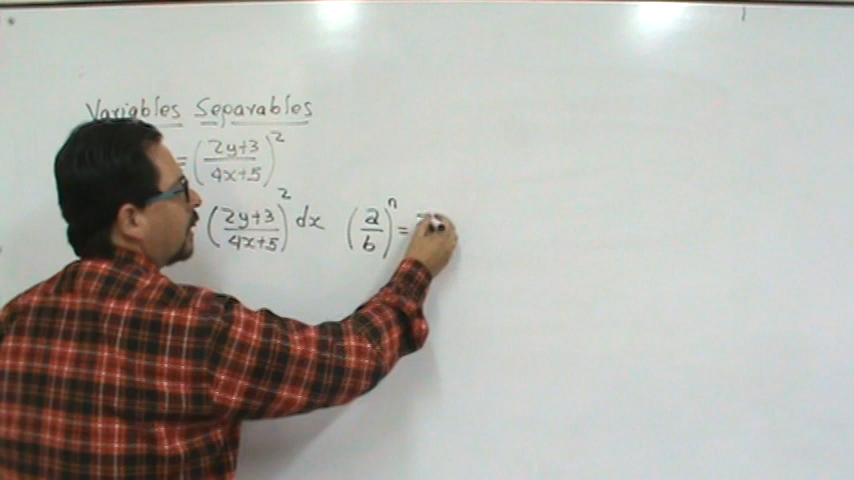 Variables Separables
= (2y+3 / 4x+5)^2
(2y+3 / 4x+5)^2 dx (a / b)^n =